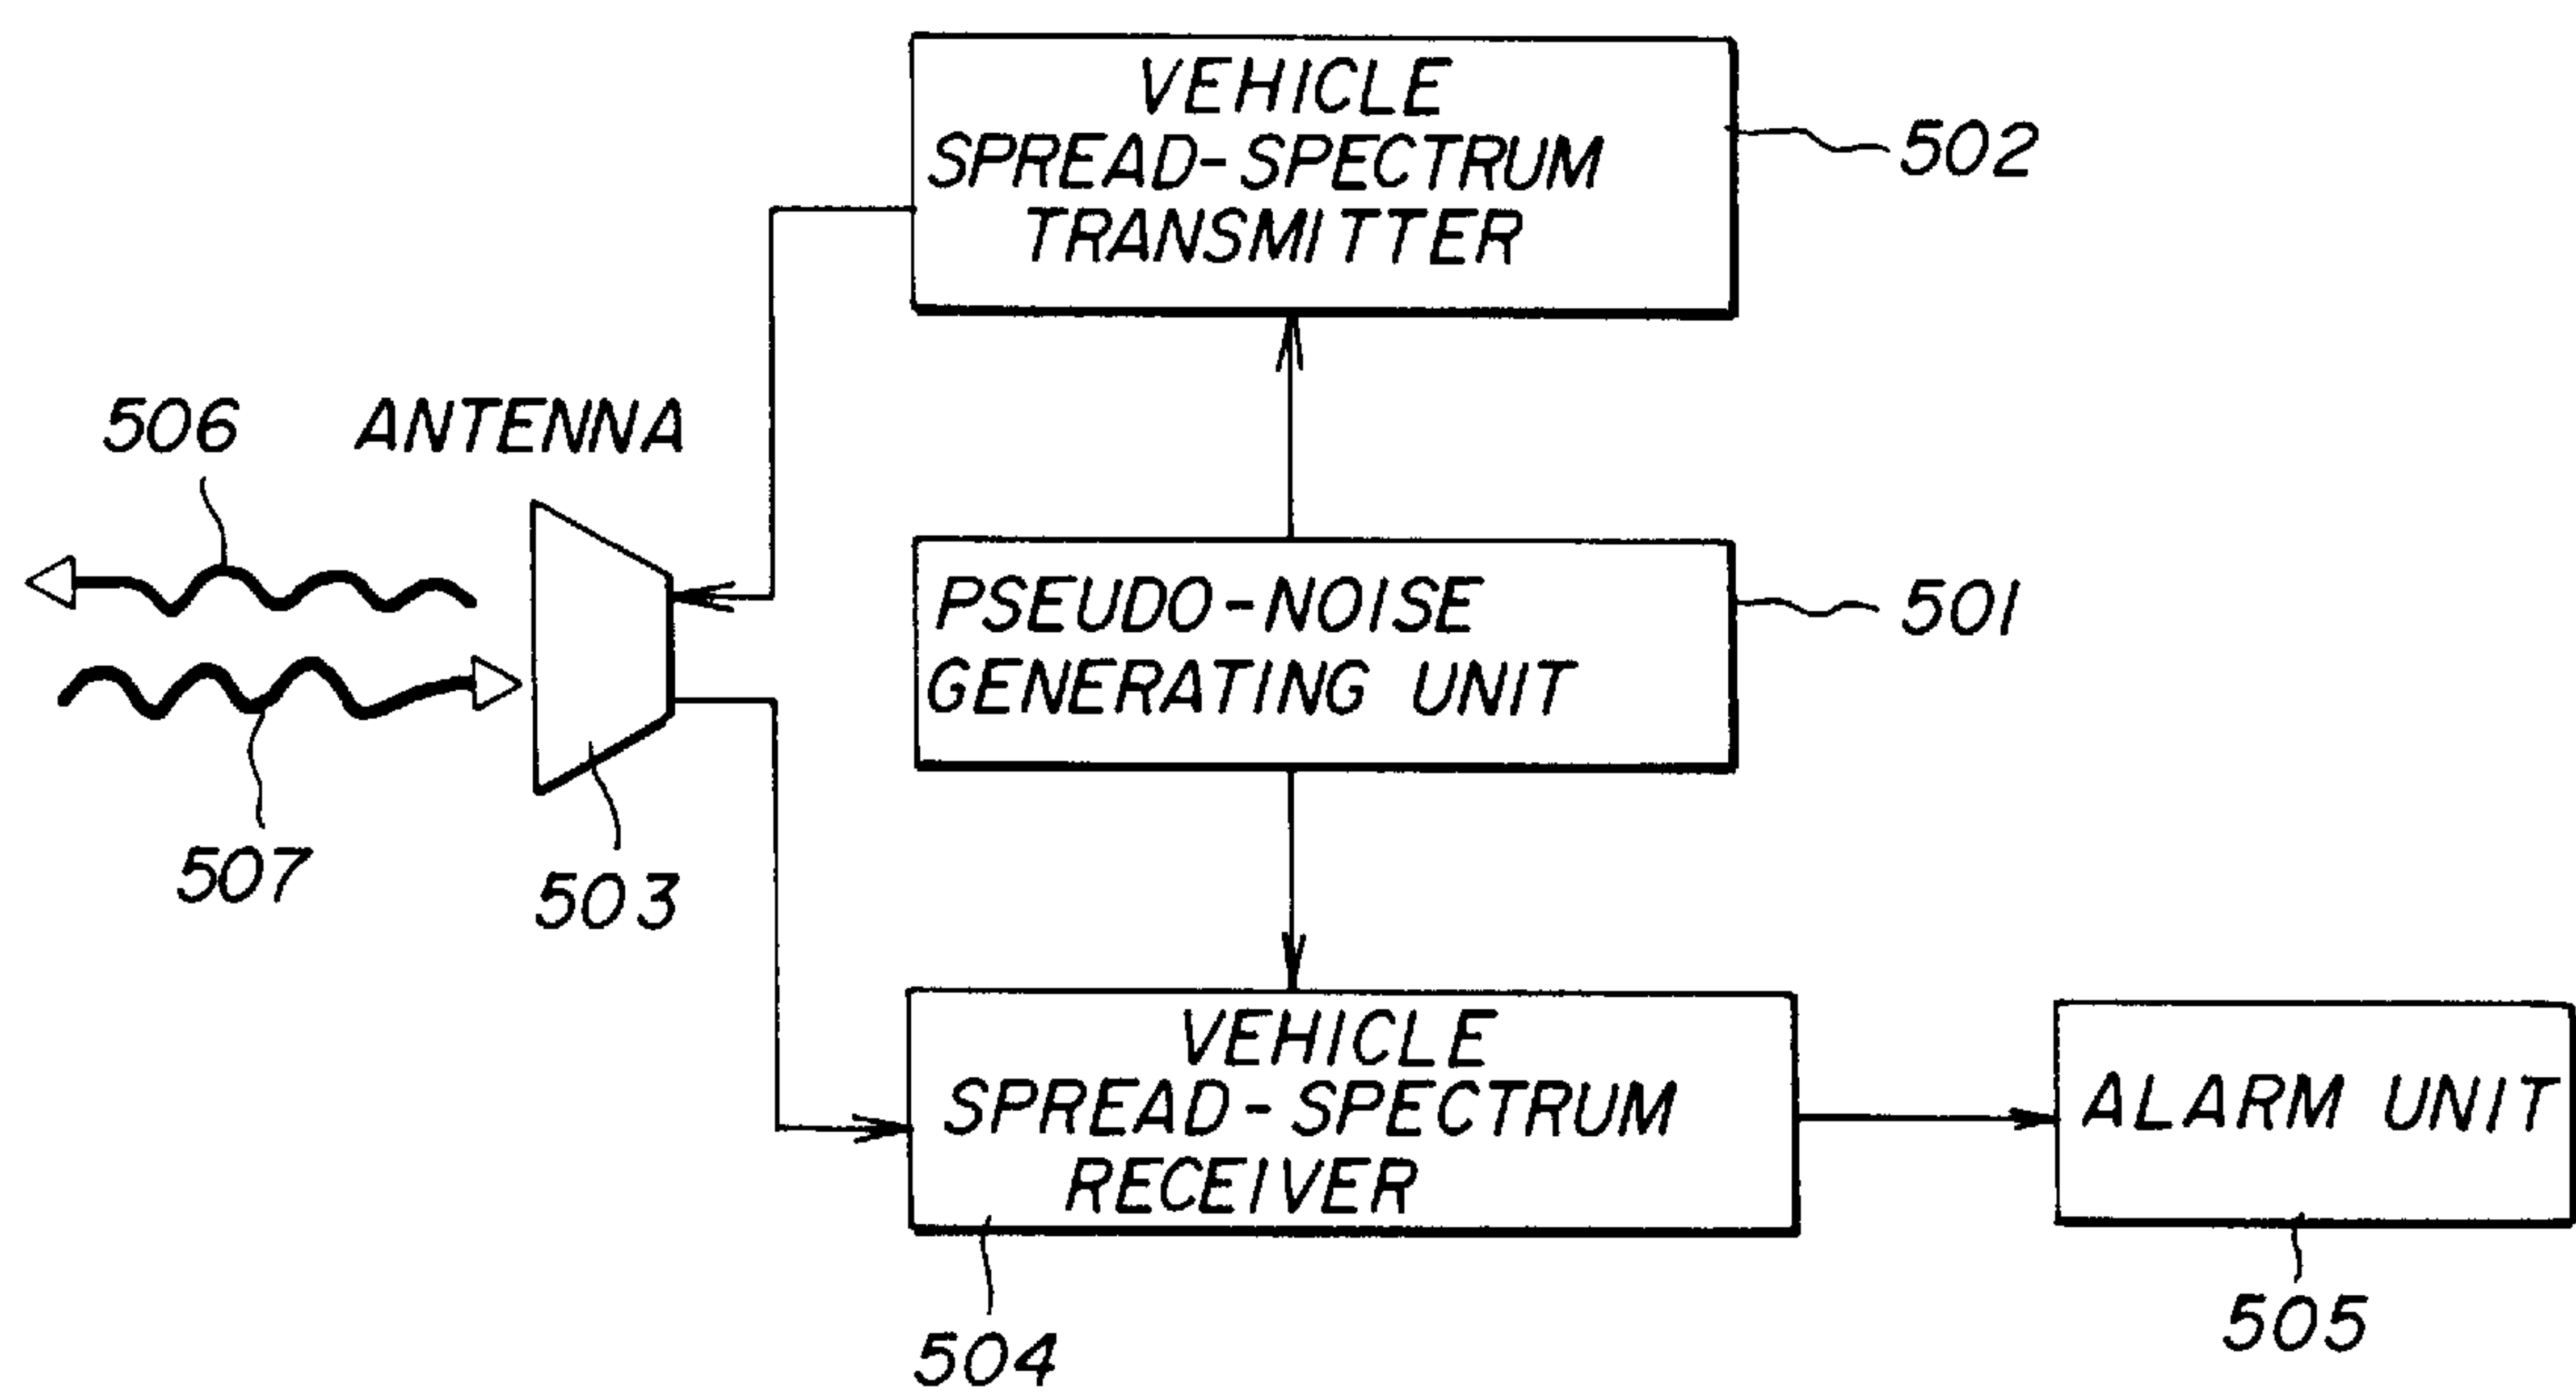 VEHICLE
SPREAD-SPECTRUM
TRANSMITTER
502
506
ANTENNA
PSEUDO-NOISE
GENERATING UNIT
501
507
503
VEHICLE
SPREAD-SPECTRUM
RECEIVER
ALARM UNIT
504
505